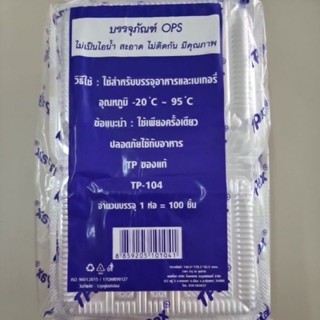 บรรจุภัณฑ์ OPS
ไม่เป็นไอน้ำ สะอาด ไม่ติดกัน มีคุณภาพ
วิธีใช้ : ใช้สำหรับบรรจุอาหารและเบเกอรี่
อุณหภูมิ -20°C - 95°C
ข้อแนะนำ : ใช้เพียงครั้งเดียว
ปลอดภัยใช้กับอาหาร
TP ของแท้
TP-104
จำนวนบรรจุ 1 ห่อ = 100 ชิ้น
8 859205 101041